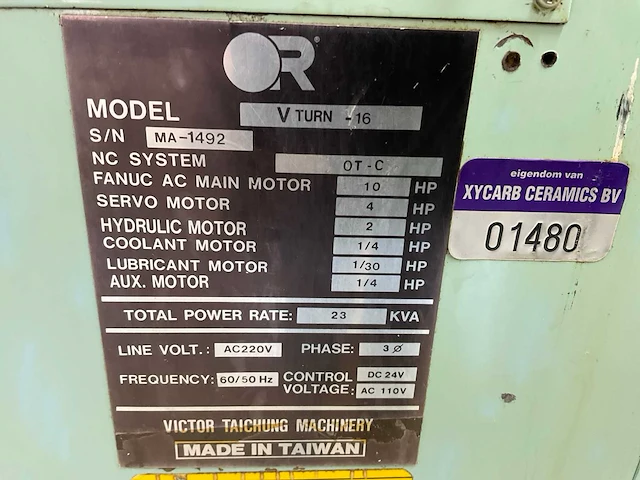 OR®
MODEL V TURN -16
S/N MA-1492
NC SYSTEM OT-C
FANUC AC MAIN MOTOR 10 HP
SERVO MOTOR 4 HP
HYDRULIC MOTOR 2 HP
COOLANT MOTOR 1/4 HP
LUBRICANT MOTOR 1/30 HP
AUX. MOTOR 1/4 HP
TOTAL POWER RATE: 23 KVA
LINE VOLT.: AC220V PHASE: 3 Ø
FREQUENCY: 60/50 Hz CONTROL VOLTAGE: DC 24V AC 110V
VICTOR TAICHUNG MACHINERY
MADE IN TAIWAN
eigendom van
XYCARB CERAMICS BV
01480